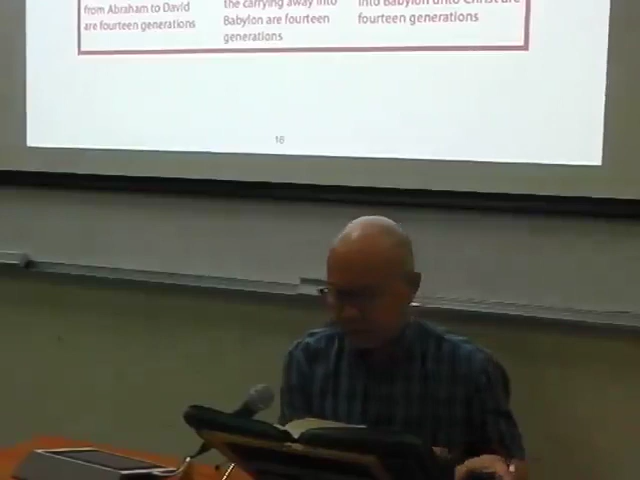 from Abraham to David
are fourteen generations
the carrying away into
Babylon are fourteen
generations
into Babylon unto Christ are
fourteen generations
16